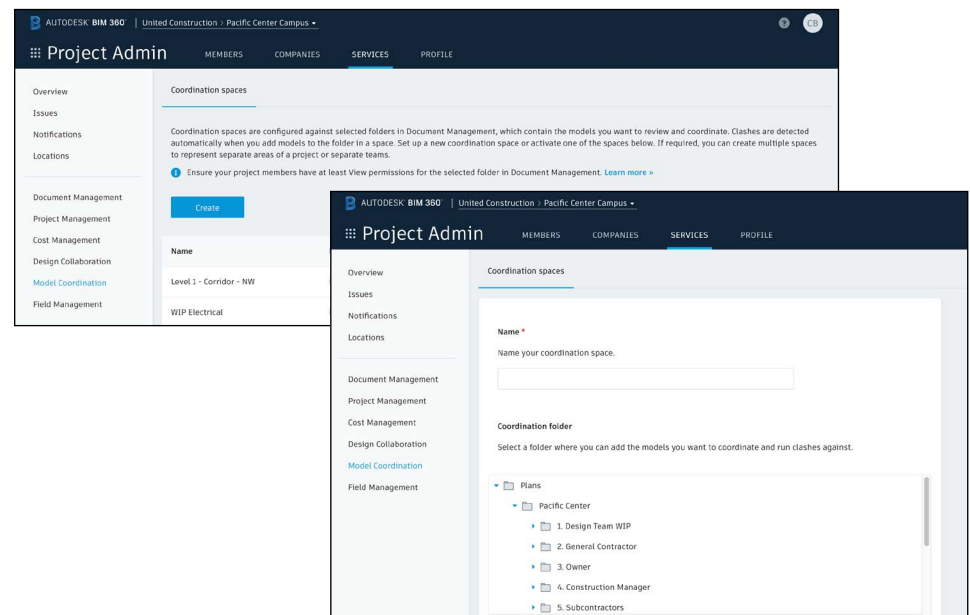 AUTODESK® BIM 360® | United Construction > Pacific Center Campus
? CB
Project Admin MEMBERS COMPANIES SERVICES PROFILE
Overview
Issues
Notifications
Locations
Document Management
Project Management
Cost Management
Design Collaboration
Model Coordination
Field Management
Coordination spaces
Coordination spaces are configured against selected folders in Document Management, which contain the models you want to review and coordinate. Clashes are detected
automatically when you add models to the folder in a space. Set up a new coordination space or activate one of the spaces below. If required, you can create multiple spaces
to represent separate areas of a project or separate teams.
Ensure your project members have at least View permissions for the selected folder in Document Management. Learn more »
Create
Name
Level 1 - Corridor - NW
WIP Electrical
AUTODESK® BIM 360® | United Construction > Pacific Center Campus
Project Admin MEMBERS COMPANIES SERVICES PROFILE
Overview
Issues
Notifications
Locations
Document Management
Project Management
Cost Management
Design Collaboration
Model Coordination
Field Management
Coordination spaces
Name *
Name your coordination space.
Coordination folder
Select a folder where you can add the models you want to coordinate and run clashes against.
Plans
Pacific Center
1. Design Team WIP
2. General Contractor
3. Owner
4. Construction Manager
5. Subcontractors